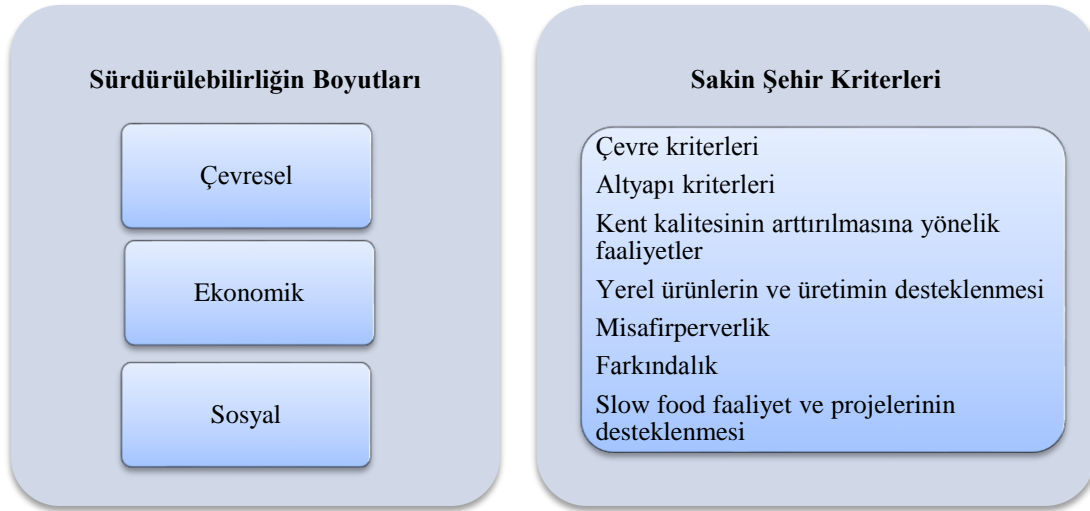 Sürdürülebilirliğin Boyutları
Çevresel
Ekonomik
Sosyal
Sakin Şehir Kriterleri
Çevre kriterleri
Altyapı kriterleri
Kent kalitesinin arttırılmasına yönelik
faaliyetler
Yerel ürünlerin ve üretimin desteklenmesi
Misafirperverlik
Farkındalık
Slow food faaliyet ve projelerinin
desteklenmesi